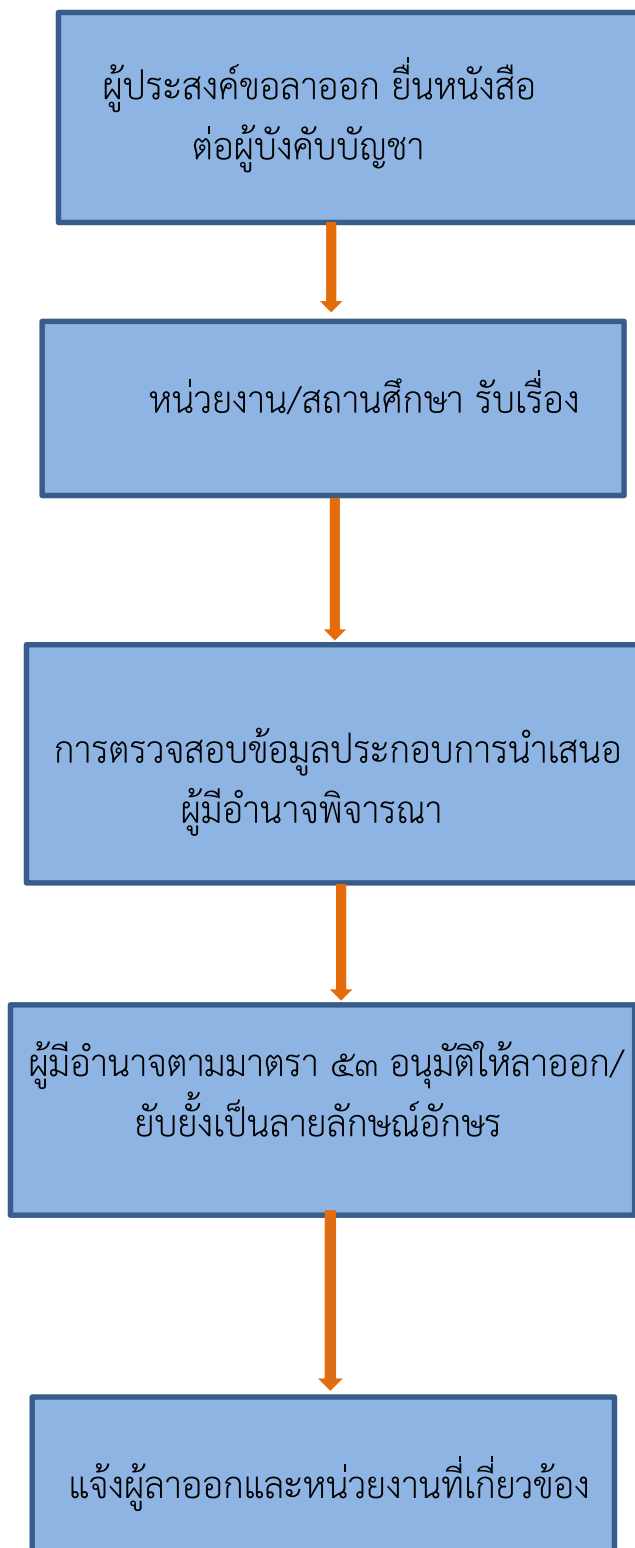 ผู้ประสงค์ขอลาออก ยื่นหนังสือ
ต่อผู้บังคับบัญชา
หน่วยงาน/สถานศึกษา รับเรื่อง
การตรวจสอบข้อมูลประกอบการนำเสนอ
ผู้มีอำนาจพิจารณา
ผู้มีอำนาจตามมาตรา ๕๓ อนุมัติให้ลาออก/
ยับยั้งเป็นลายลักษณ์อักษร
แจ้งผู้ลาออกและหน่วยงานที่เกี่ยวข้อง